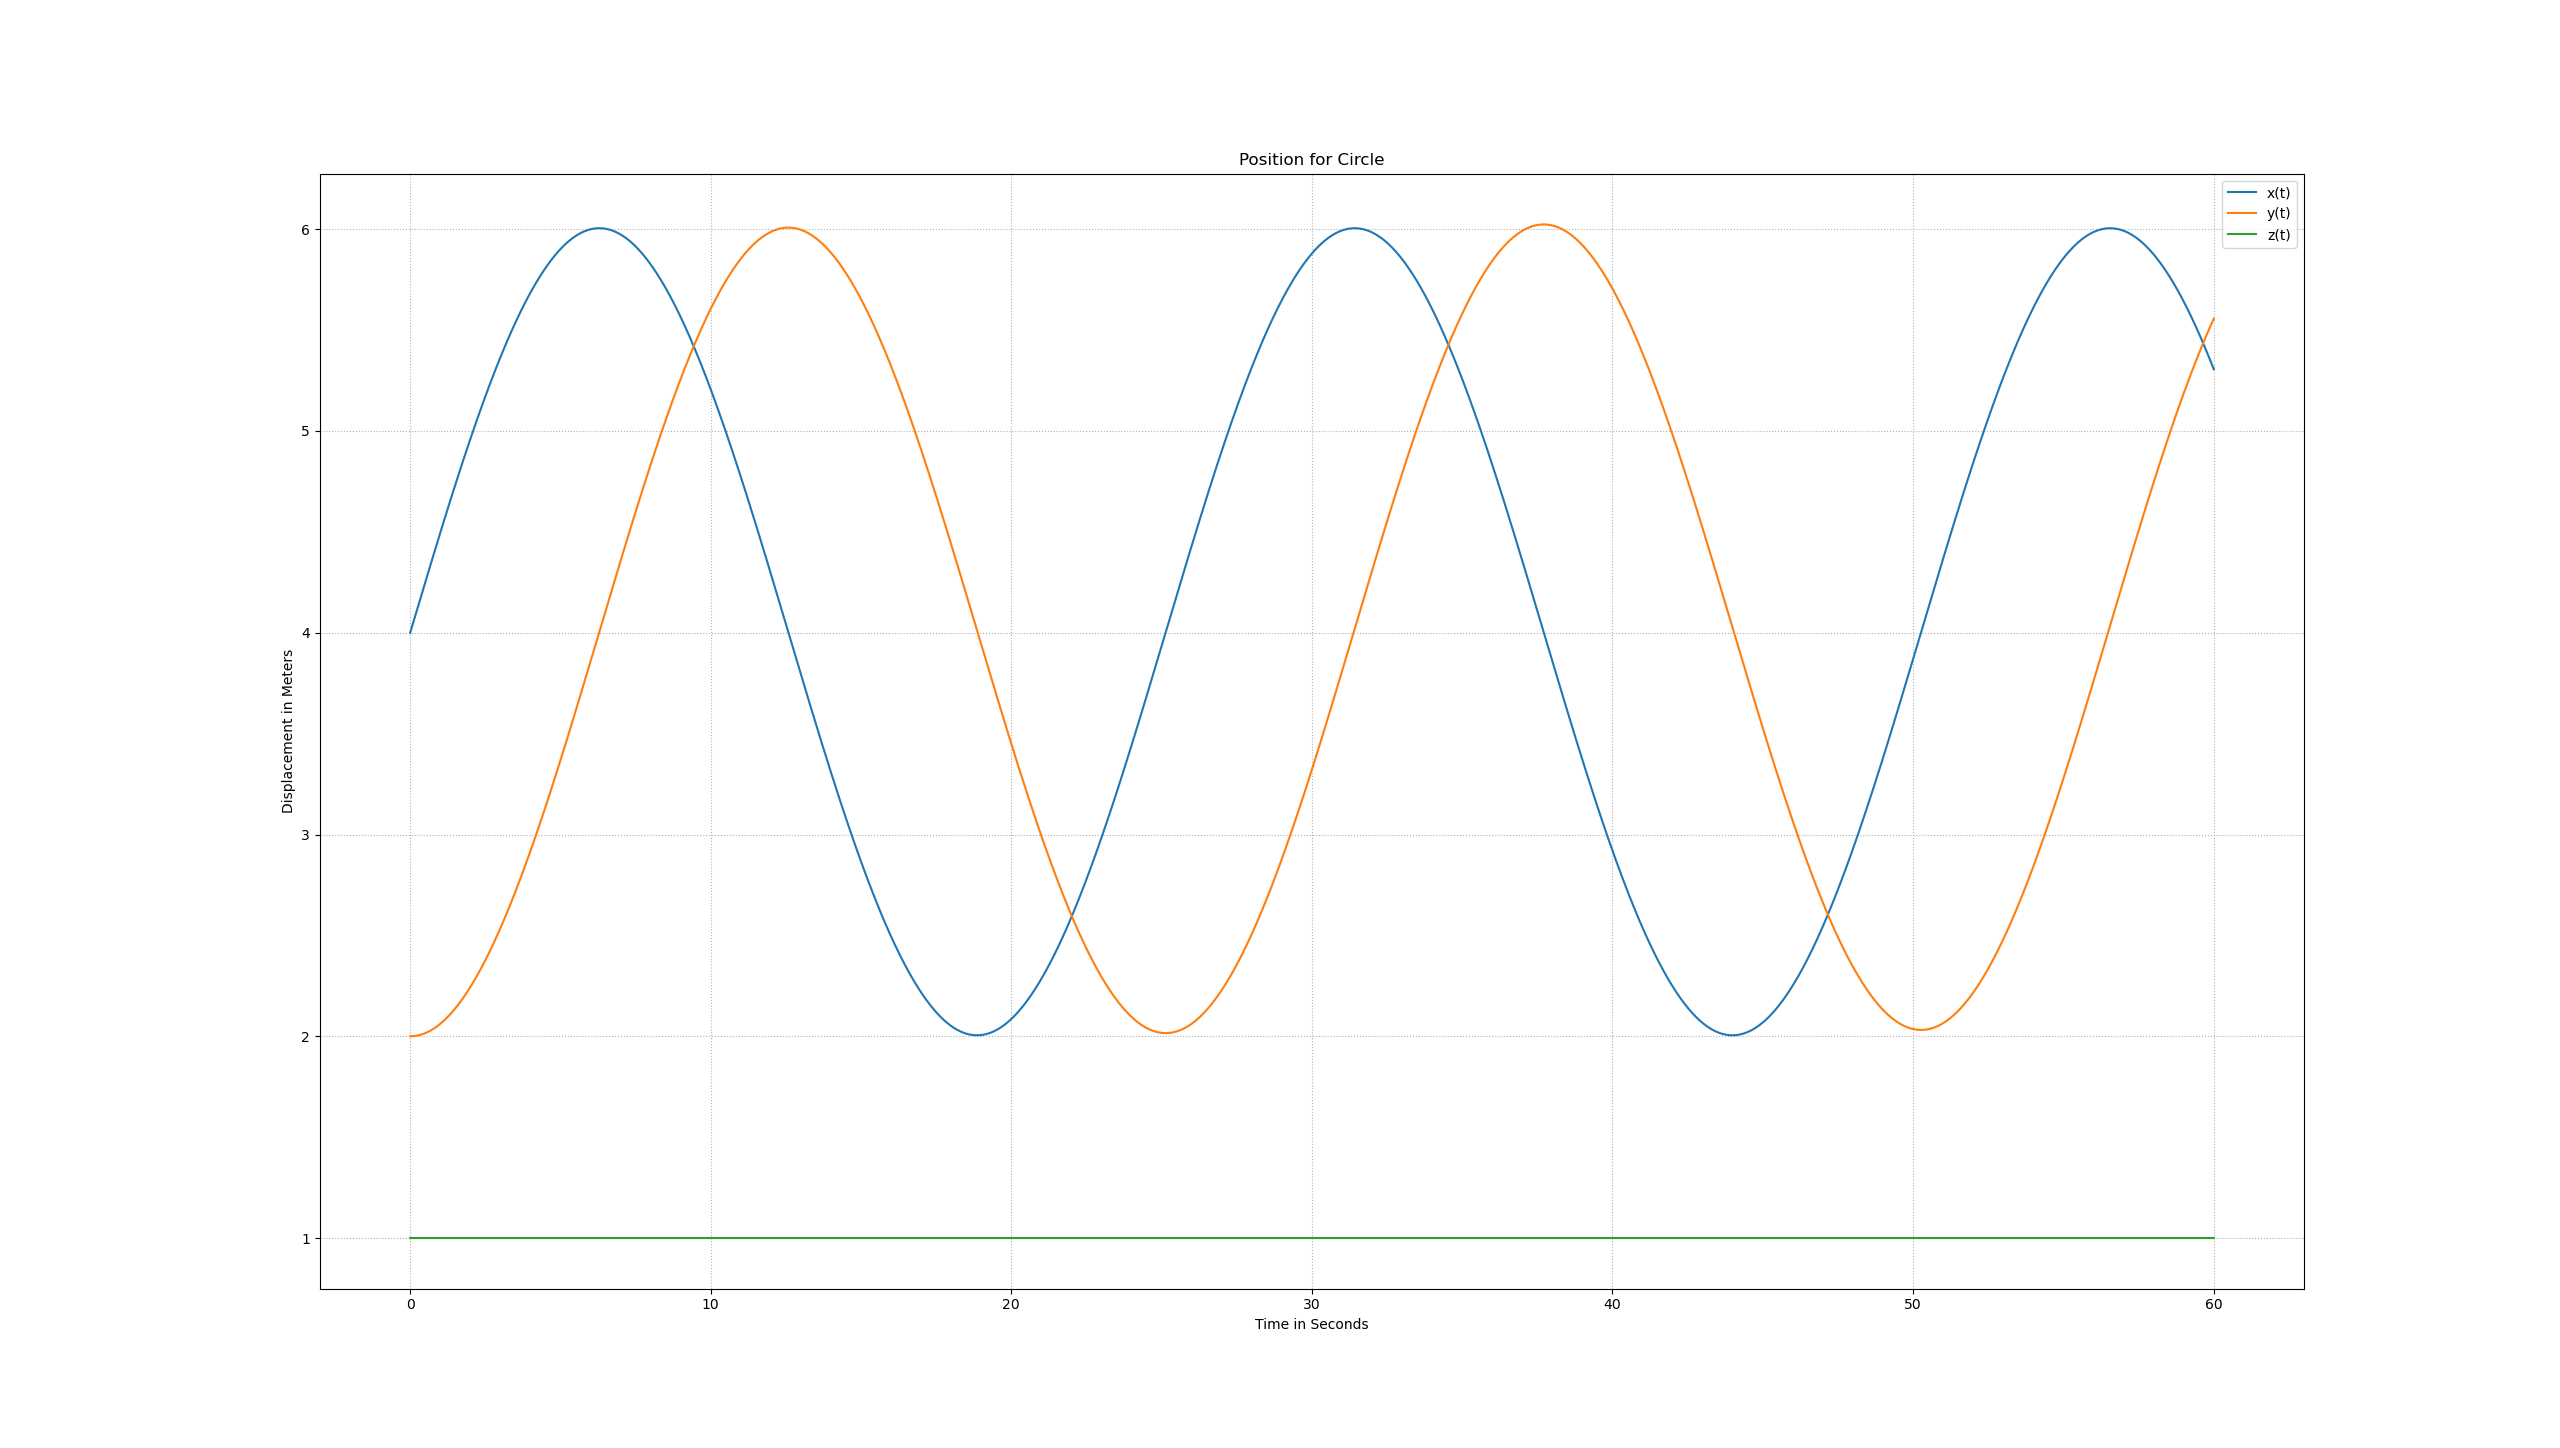 Position for Circle
x(t)
y(t)
z(t)
6
5
4
3
2
1
Displacement in Meters
0 10 20 30 40 50 60
Time in Seconds